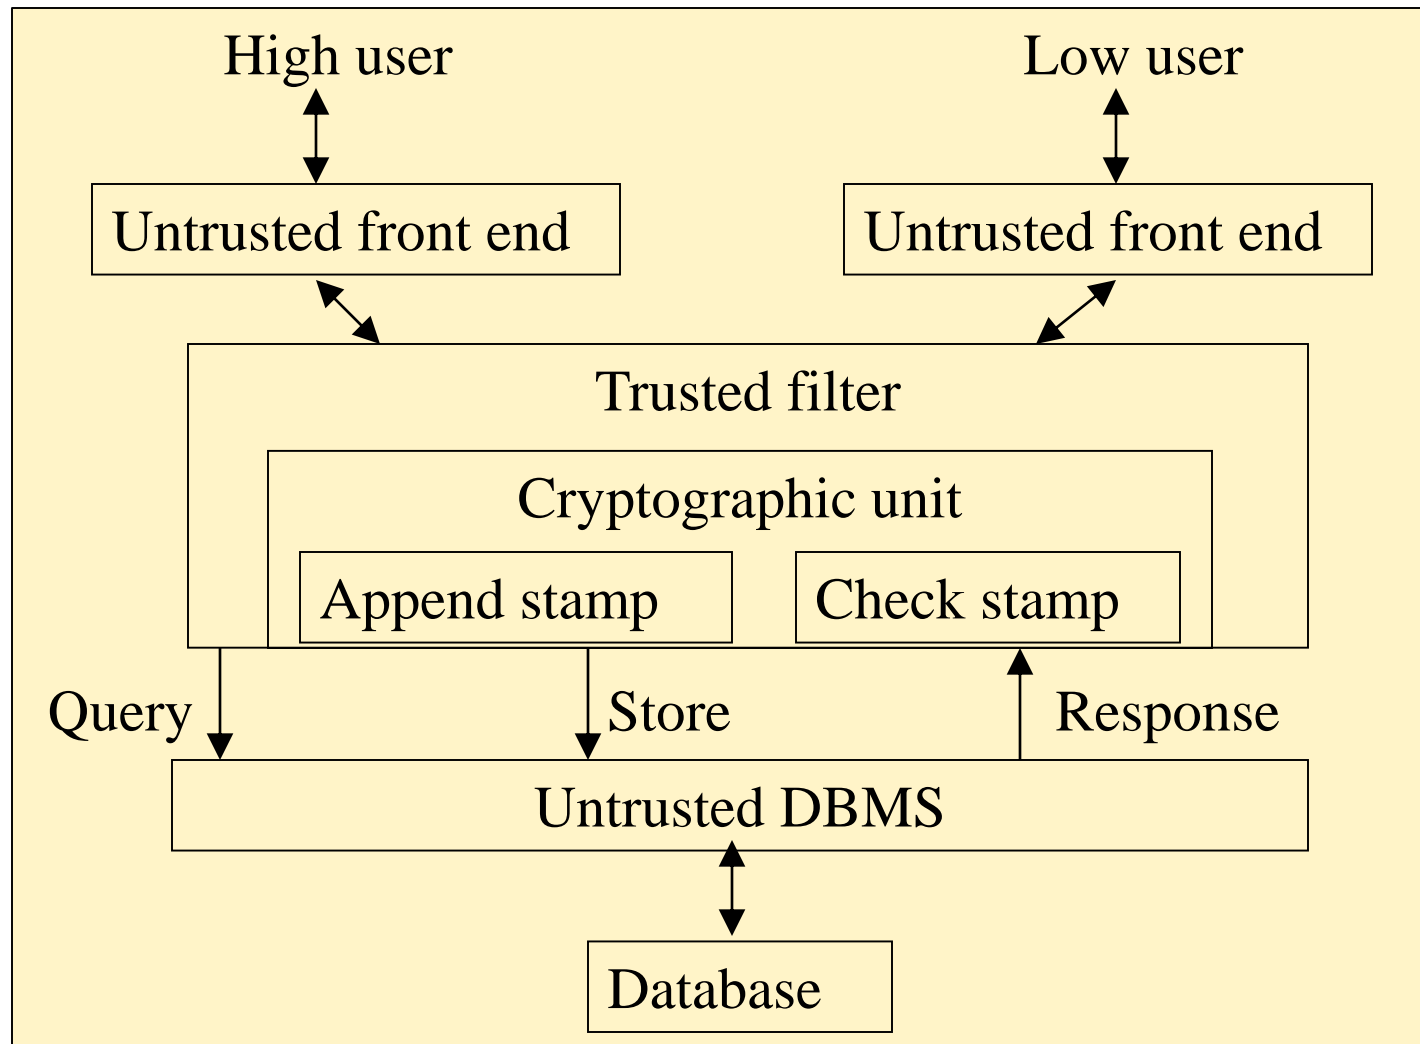 High user
Low user
Untrusted front end
Untrusted front end
Trusted filter
Cryptographic unit
Append stamp
Check stamp
Query
Store
Response
Untrusted DBMS
Database